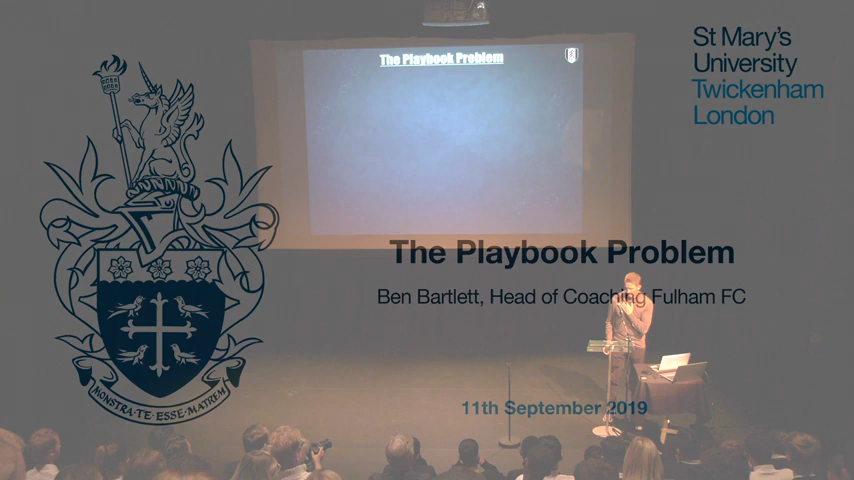 The Playbook Problem
St Mary's
University
Twickenham
London
The Playbook Problem
Ben Bartlett, Head of Coaching Fulham FC
11th September 2019
MONSTRA·TE·ESSE·MATREM